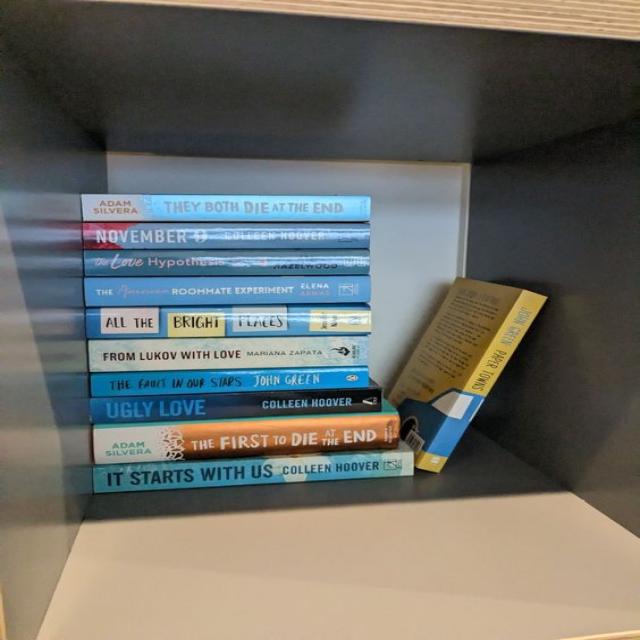 ADAM SILVERA THEY BOTH DIE AT THE END
NOVEMBER 9 COLLEEN HOOVER
The Love Hypothesis HAZELWOOD
THE American ROOMMATE EXPERIMENT ELENA ARMAS
ALL THE BRIGHT PLACES
FROM LUKOV WITH LOVE MARIANA ZAPATA
THE FAULT IN OUR STARS JOHN GREEN
UGLY LOVE COLLEEN HOOVER
ADAM SILVERA THE FIRST TO DIE AT THE END
IT STARTS WITH US COLLEEN HOOVER
JOHN GREEN PAPER TOWNS